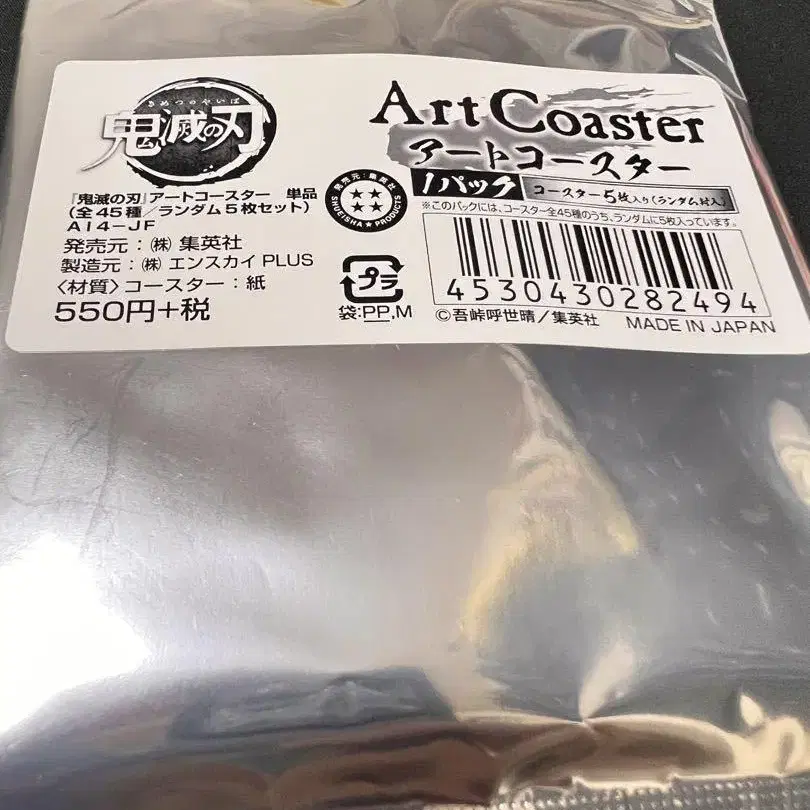 きめつのやいば
鬼滅の刃
『鬼滅の刃』アートコースター 単品
(全45種/ランダム5枚セット)
A14-JF
発売元：㈱ 集英社
製造元：㈱ エンスカイPLUS
〈材質〉コースター：紙
550円+税
Art Coaster
アートコースター
1パック
コースター5枚入り(ランダム封入)
※このパックには、コースター全45種のうち、ランダムに5枚入っています。
発売元：集英社
SHUEISHA ★ PRODUCTS
プラ
袋:PP,M
4530430282494
©吾峠呼世晴／集英社
MADE IN JAPAN